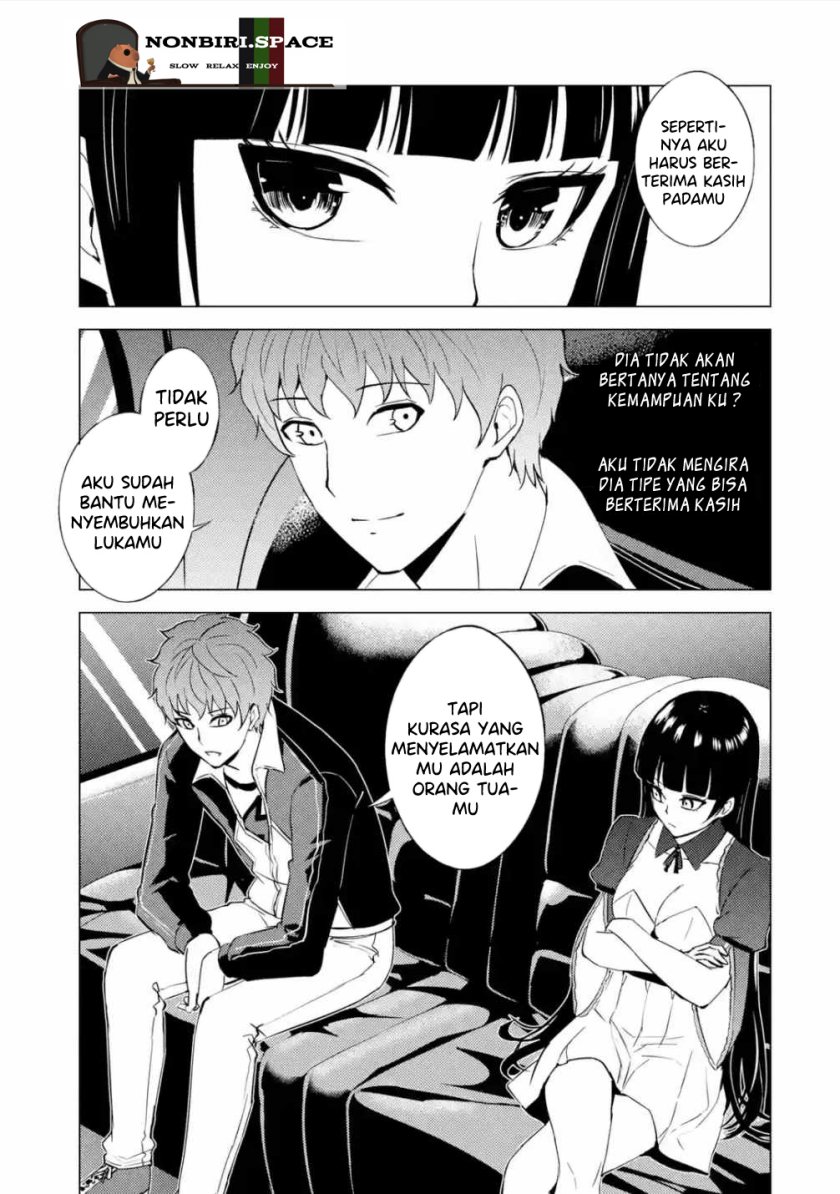 NONBIRI.SPACE
SLOW RELAX ENJOY
SEPERTI-
NYA AKU
HARUS BER-
TERIMA KASIH
PADAMU
DIA TIDAK AKAN
BERTANYA TENTANG
KEMAMPUAN KU ?
AKU TIDAK MENGIRA
DIA TIPE YANG BISA
BERTERIMA KASIH
TIDAK
PERLU
AKU SUDAH
BANTU ME-
NYEMBUHKAN
LUKAMU
TAPI
KURASA YANG
MENYELAMATKAN
MU ADALAH
ORANG TUA-
MU